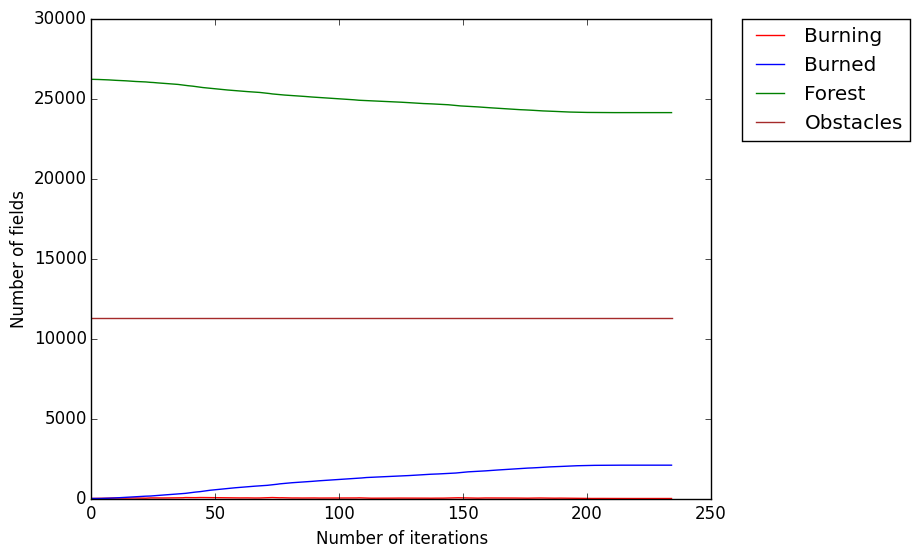 30000
25000
20000
15000
10000
5000
0
0 50 100 150 200 250
Number of fields
Number of iterations
Burning
Burned
Forest
Obstacles